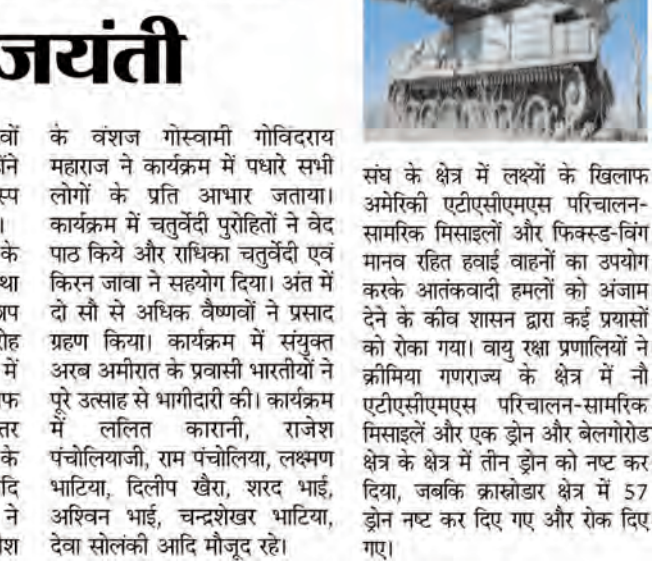 जयंती
वों
ोंने
स्प
।
के
था
त्रप
रोह
में
फ
तर
के
दि
ने
ेश
के वंशज गोस्वामी गोविंदराय
महाराज ने कार्यक्रम में पधारे सभी
लोगों के प्रति आभार जताया।
कार्यक्रम में चतुर्वेदी पुरोहितों ने वेद
पाठ किये और राधिका चतुर्वेदी एवं
किरन जावा ने सहयोग दिया। अंत में
दो सौ से अधिक वैष्णवों ने प्रसाद
ग्रहण किया। कार्यक्रम में संयुक्त
अरब अमीरात के प्रवासी भारतीयों ने
पूरे उत्साह से भागीदारी की। कार्यक्रम
में ललित कारानी, राजेश
पंचोलियाजी, राम पंचोलिया, लक्ष्मण
भाटिया, दिलीप खैरा, शरद भाई,
अश्विन भाई, चन्द्रशेखर भाटिया,
देवा सोलंकी आदि मौजूद रहे।
संघ के क्षेत्र में लक्ष्यों के खिलाफ
अमेरिकी एटीएसीएमएस परिचालन-
सामरिक मिसाइलों और फिक्स्ड-विंग
मानव रहित हवाई वाहनों का उपयोग
करके आतंकवादी हमलों को अंजाम
देने के कीव शासन द्वारा कई प्रयासों
को रोका गया। वायु रक्षा प्रणालियों ने
क्रीमिया गणराज्य के क्षेत्र में नौ
एटीएसीएमएस परिचालन-सामरिक
मिसाइलें और एक ड्रोन और बेलगोरोड
क्षेत्र के क्षेत्र में तीन ड्रोन को नष्ट कर
दिया, जबकि क्रास्नोडार क्षेत्र में 57
ड्रोन नष्ट कर दिए गए और रोक दिए
गए।